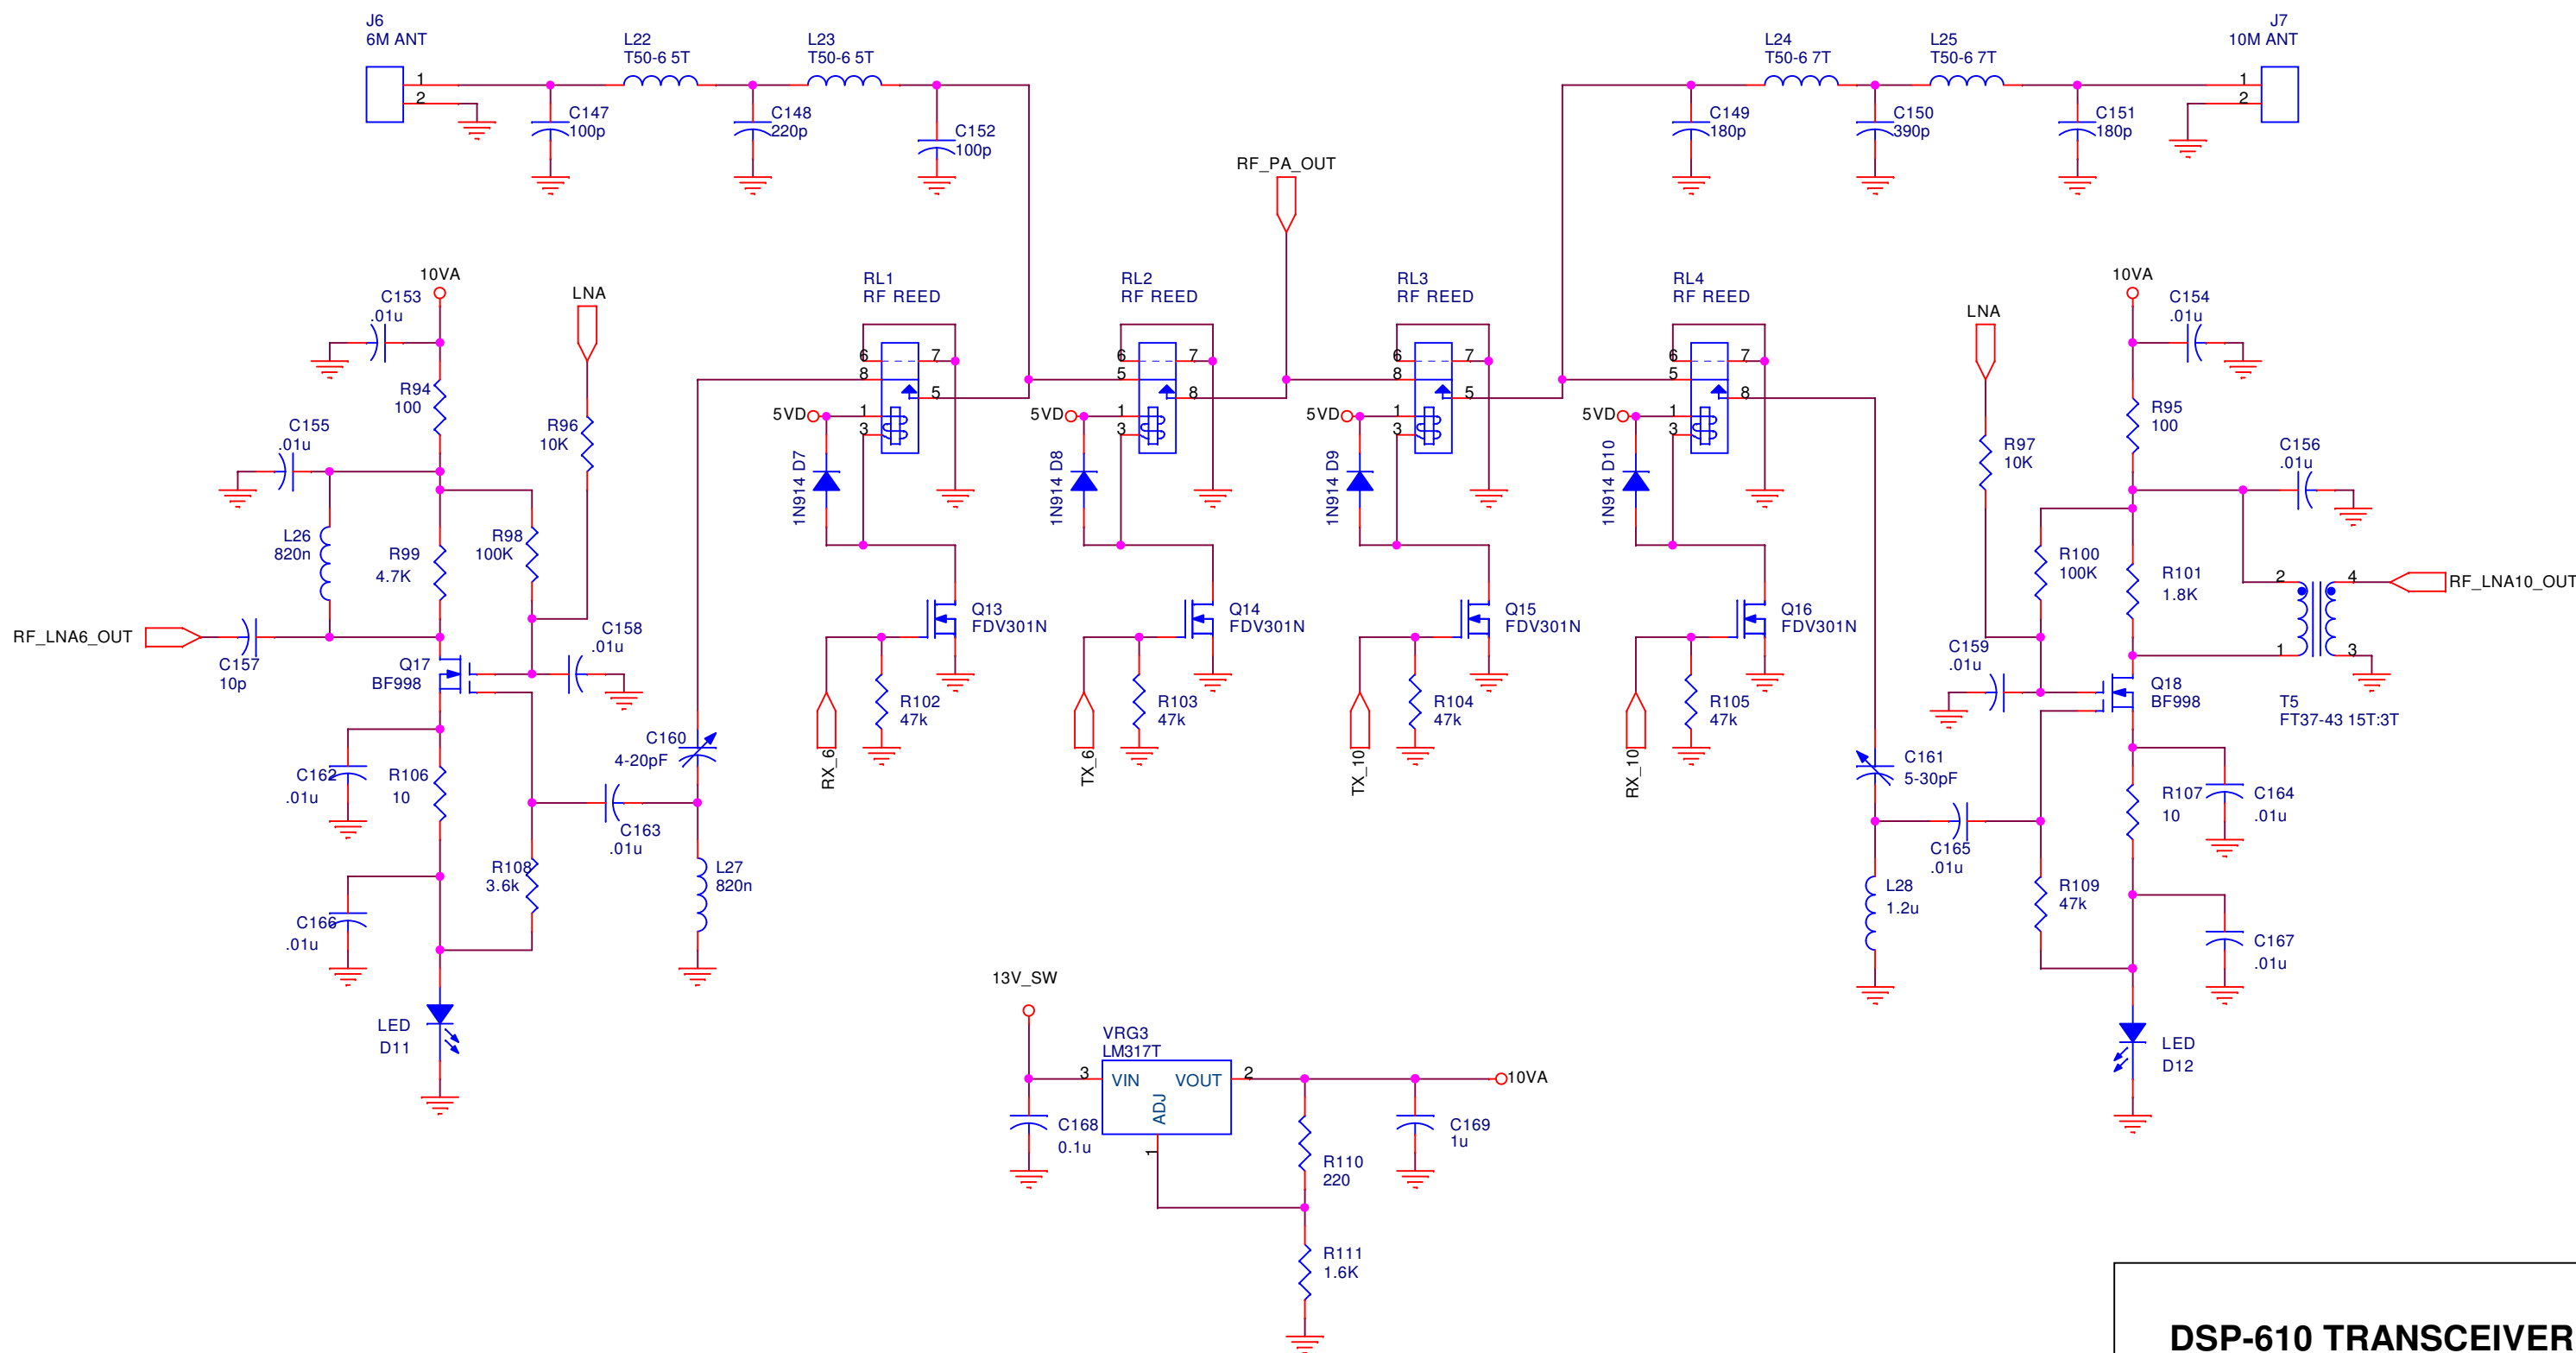 J6
6M ANT
1
2
L22
T50-6 5T
L23
T50-6 5T
C147
100p
C148
220p
C152
100p
L24
T50-6 7T
L25
T50-6 7T
J7
10M ANT
1
2
C149
180p
C150
390p
C151
180p
RF_PA_OUT
10VA
C153
.01u
LNA
R94
100
C155
.01u
R96
10K
L26
820n
R99
4.7K
R98
100K
RF_LNA6_OUT
C157
10p
Q17
BF998
C158
.01u
C162
.01u
R106
10
C160
4-20pF
C163
.01u
R108
3.6k
L27
820n
C166
.01u
LED
D11
RL1
RF REED
6
8
7
5
1
3
5VD
1N914 D7
Q13
FDV301N
R102
47k
RX_6
RL2
RF REED
6
5
7
8
1
3
5VD
1N914 D8
Q14
FDV301N
R103
47k
TX_6
RL3
RF REED
6
8
7
5
1
3
5VD
1N914 D9
Q15
FDV301N
R104
47k
TX_10
RL4
RF REED
6
5
7
8
1
3
5VD
1N914 D10
Q16
FDV301N
R105
47k
RX_10
LNA
10VA
C154
.01u
R95
100
R97
10K
C156
.01u
R100
100K
R101
1.8K
2
4
1
3
RF_LNA10_OUT
T5
FT37-43 15T:3T
C159
.01u
Q18
BF998
C161
5-30pF
C165
.01u
R107
10
C164
.01u
L28
1.2u
R109
47k
C167
.01u
LED
D12
13V_SW
VRG3
LM317T
3
VIN
VOUT
2
ADJ
1
10VA
C168
0.1u
R110
220
C169
1u
R111
1.6K
DSP-610 TRANSCEIVER